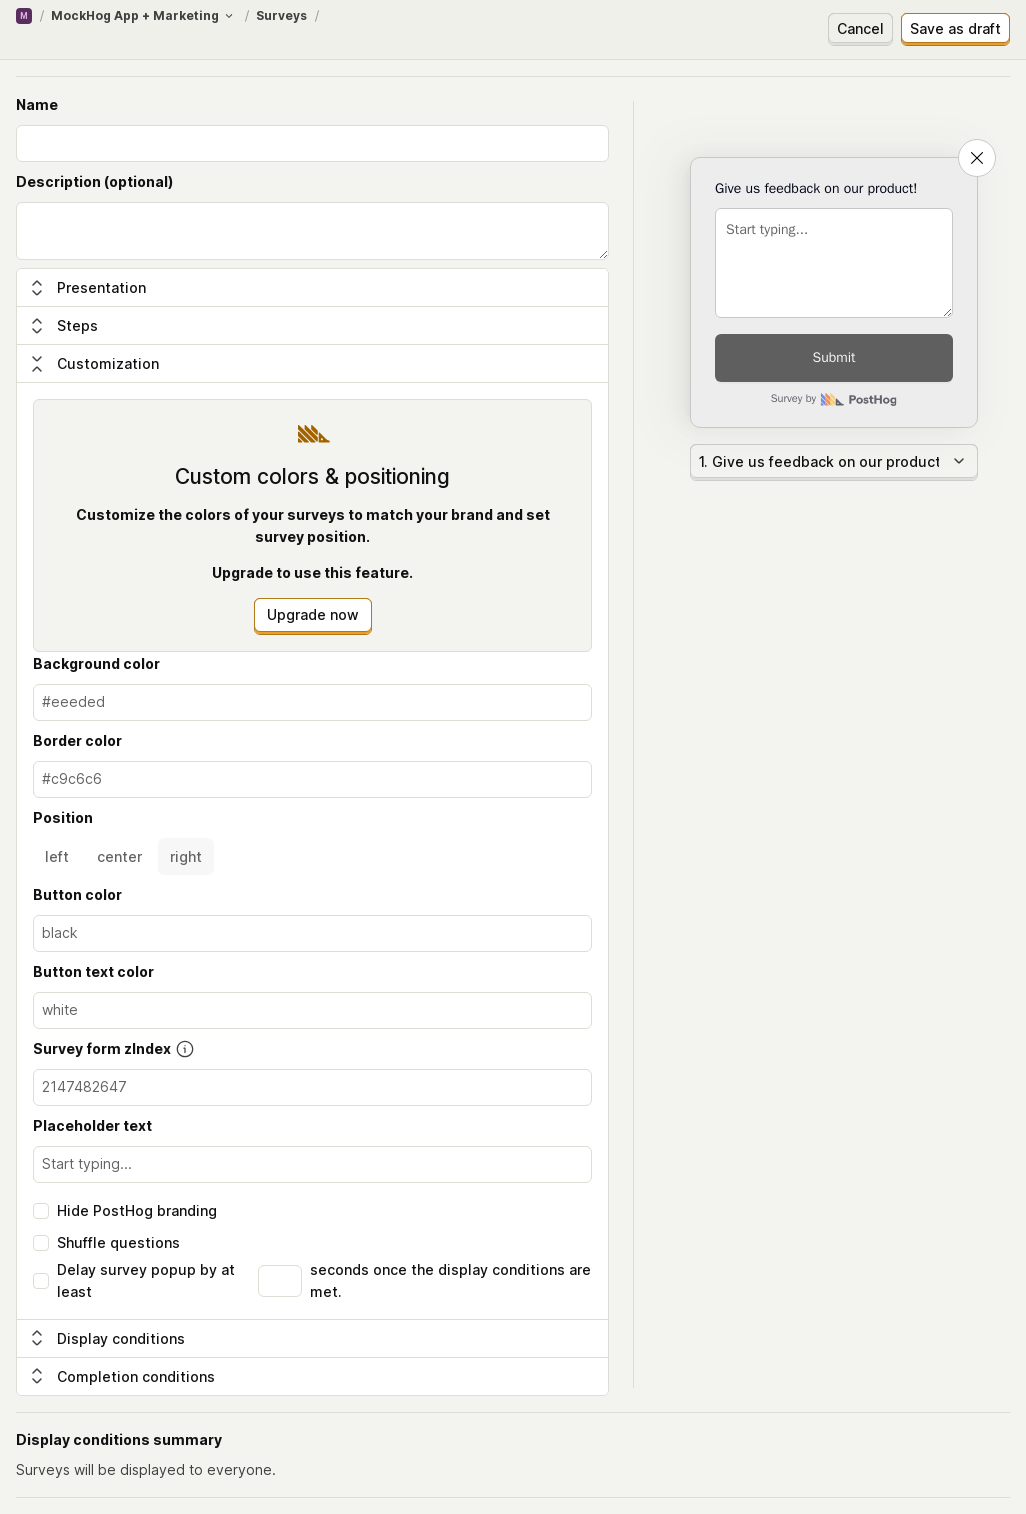 M / MockHog App + Marketing / Surveys /
Cancel
Save as draft
Name
Description (optional)
Presentation
Steps
Customization
Custom colors & positioning
Customize the colors of your surveys to match your brand and set
survey position.
Upgrade to use this feature.
Upgrade now
Background color
#eeeded
Border color
#c9c6c6
Position
left center right
Button color
black
Button text color
white
Survey form zIndex
2147482647
Placeholder text
Start typing...
Hide PostHog branding
Shuffle questions
Delay survey popup by at
least
seconds once the display conditions are
met.
Display conditions
Completion conditions
Give us feedback on our product!
Start typing...
Submit
Survey by PostHog
1. Give us feedback on our product
Display conditions summary
Surveys will be displayed to everyone.